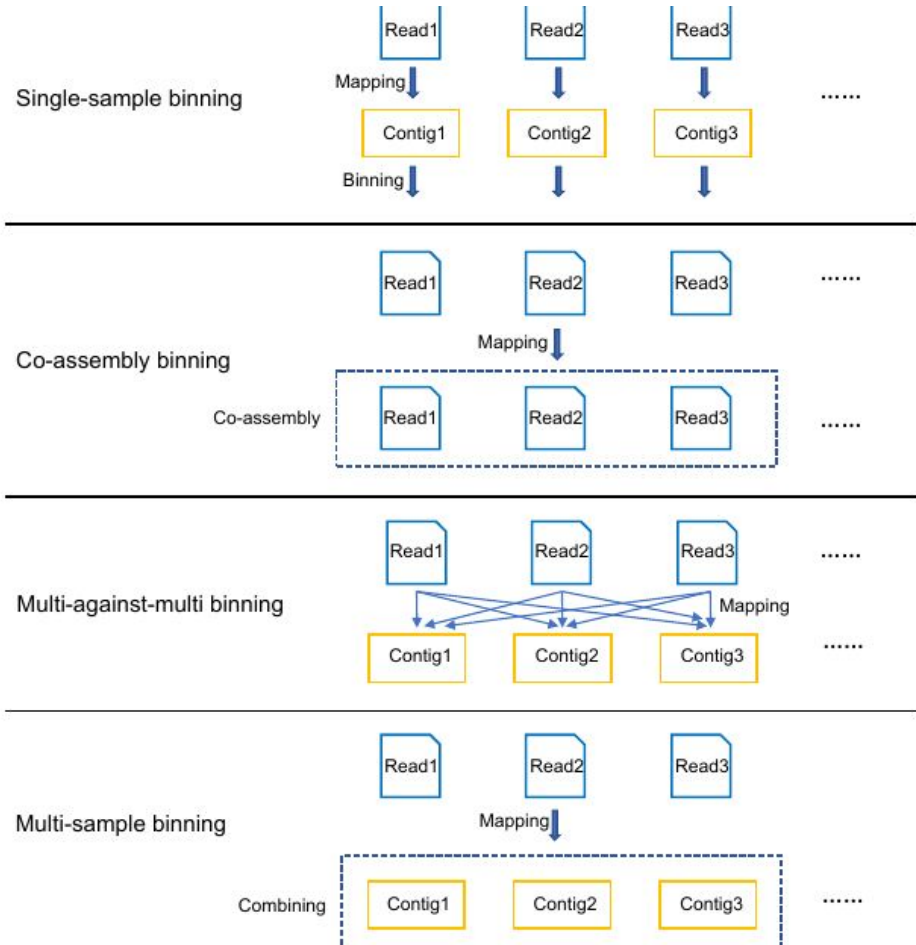 Read1 Read2 Read3
Mapping
Single-sample binning ……
Contig1 Contig2 Contig3
Binning
Read1 Read2 Read3 ……
Mapping
Co-assembly binning
Co-assembly Read1 Read2 Read3 ……
Read1 Read2 Read3 ……
Multi-against-multi binning Mapping
Contig1 Contig2 Contig3 ……
Read1 Read2 Read3
Multi-sample binning Mapping
Combining Contig1 Contig2 Contig3 ……